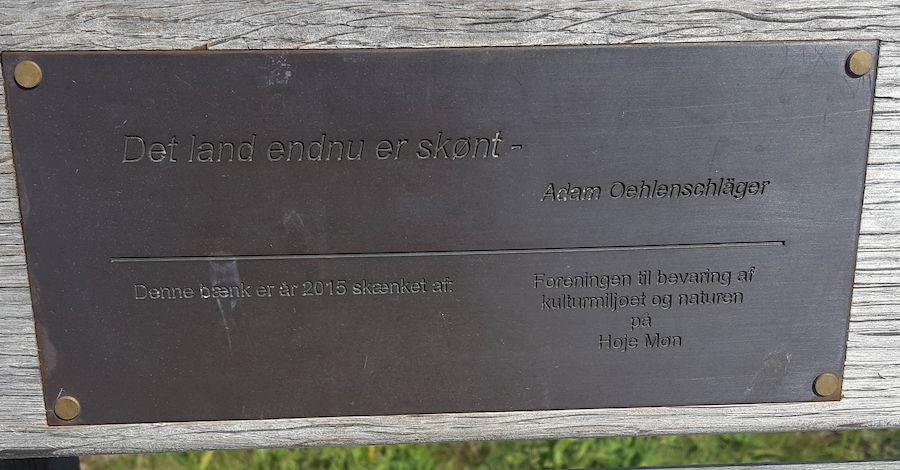 Det land endnu er skønt -
Adam Oehlenschläger
Denne bænk er år 2015 skænket af:
Foreningen til bevaring af
kulturmiljøet og naturen
på
Høje Møn